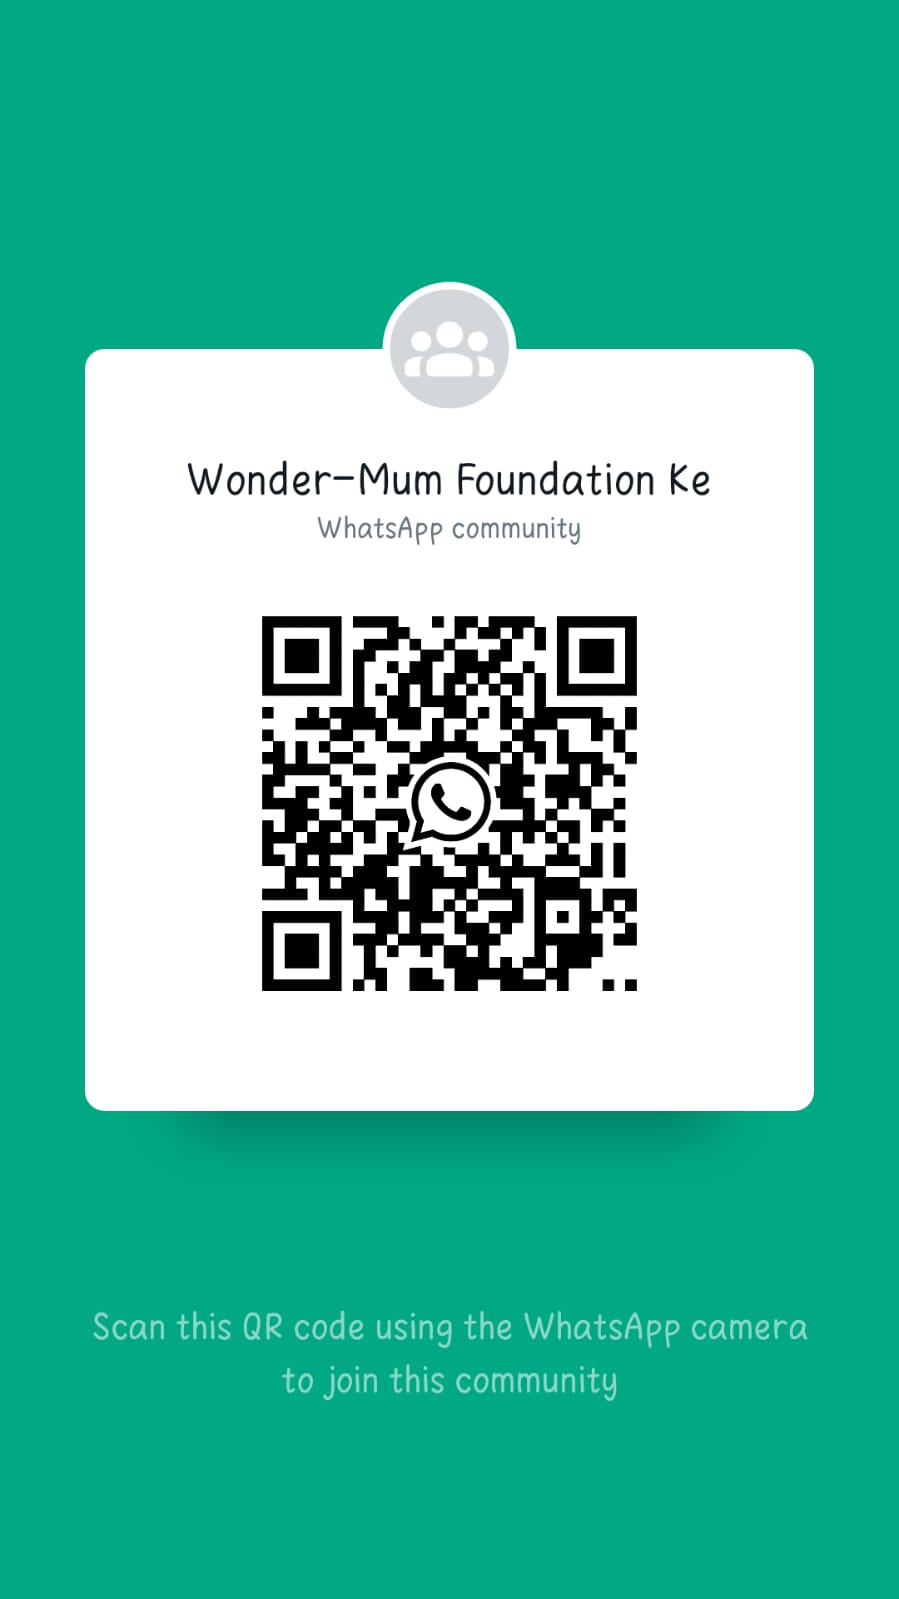 Wonder-Mum Foundation Ke
WhatsApp community
Scan this QR code using the WhatsApp camera
to join this community